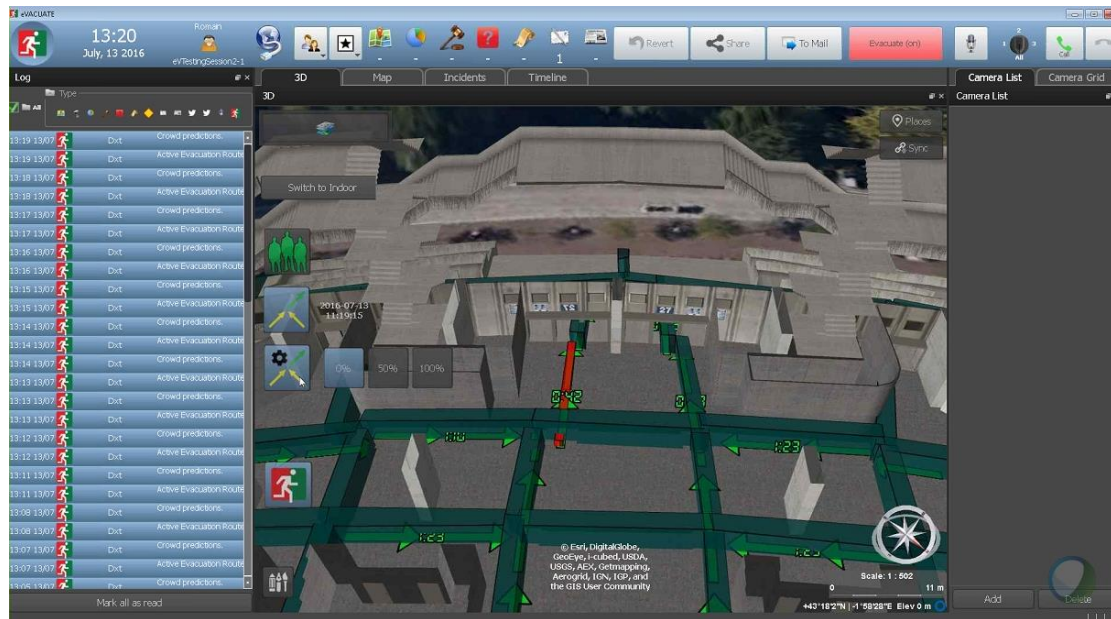 eVACUATE
13:20
July, 13 2016
Romain
eVTestingSession2-1
1
Revert
Share
To Mail
Evacuate (on)
1 2 3
All
Call
Log
Type
All
13:19 13/07 Dxt Crowd predictions.
13:19 13/07 Dxt Active Evacuation Route
13:18 13/07 Dxt Crowd predictions.
13:18 13/07 Dxt Active Evacuation Route
13:17 13/07 Dxt Crowd predictions.
13:17 13/07 Dxt Active Evacuation Route
13:16 13/07 Dxt Crowd predictions.
13:16 13/07 Dxt Active Evacuation Route
13:15 13/07 Dxt Crowd predictions.
13:15 13/07 Dxt Active Evacuation Route
13:14 13/07 Dxt Crowd predictions.
13:14 13/07 Dxt Active Evacuation Route
13:14 13/07 Dxt Crowd predictions.
13:13 13/07 Dxt Active Evacuation Route
13:13 13/07 Dxt Crowd predictions.
13:13 13/07 Dxt Active Evacuation Route
13:12 13/07 Dxt Crowd predictions.
13:12 13/07 Dxt Active Evacuation Route
13:11 13/07 Dxt Crowd predictions.
13:11 13/07 Dxt Active Evacuation Route
13:08 13/07 Dxt Crowd predictions.
13:08 13/07 Dxt Active Evacuation Route
13:07 13/07 Dxt Crowd predictions.
13:07 13/07 Dxt Active Evacuation Route
13:05 13/07 Dxt Crowd predictions.
Mark all as read
3D Map Incidents Timeline
3D
Places
Sync
Switch to Indoor
2016-07-13
11:19:15
0% 50% 100%
27
0:42
1:23
1:23
© Esri, DigitalGlobe,
GeoEye, i-cubed, USDA,
USGS, AEX, Getmapping,
Aerogrid, IGN, IGP, and
the GIS User Community
Scale: 1 : 502
0 11 m
+43°18'2"N | -1°58'28"E Elev 0 m
Camera List Camera Grid
Camera List
Add Delete